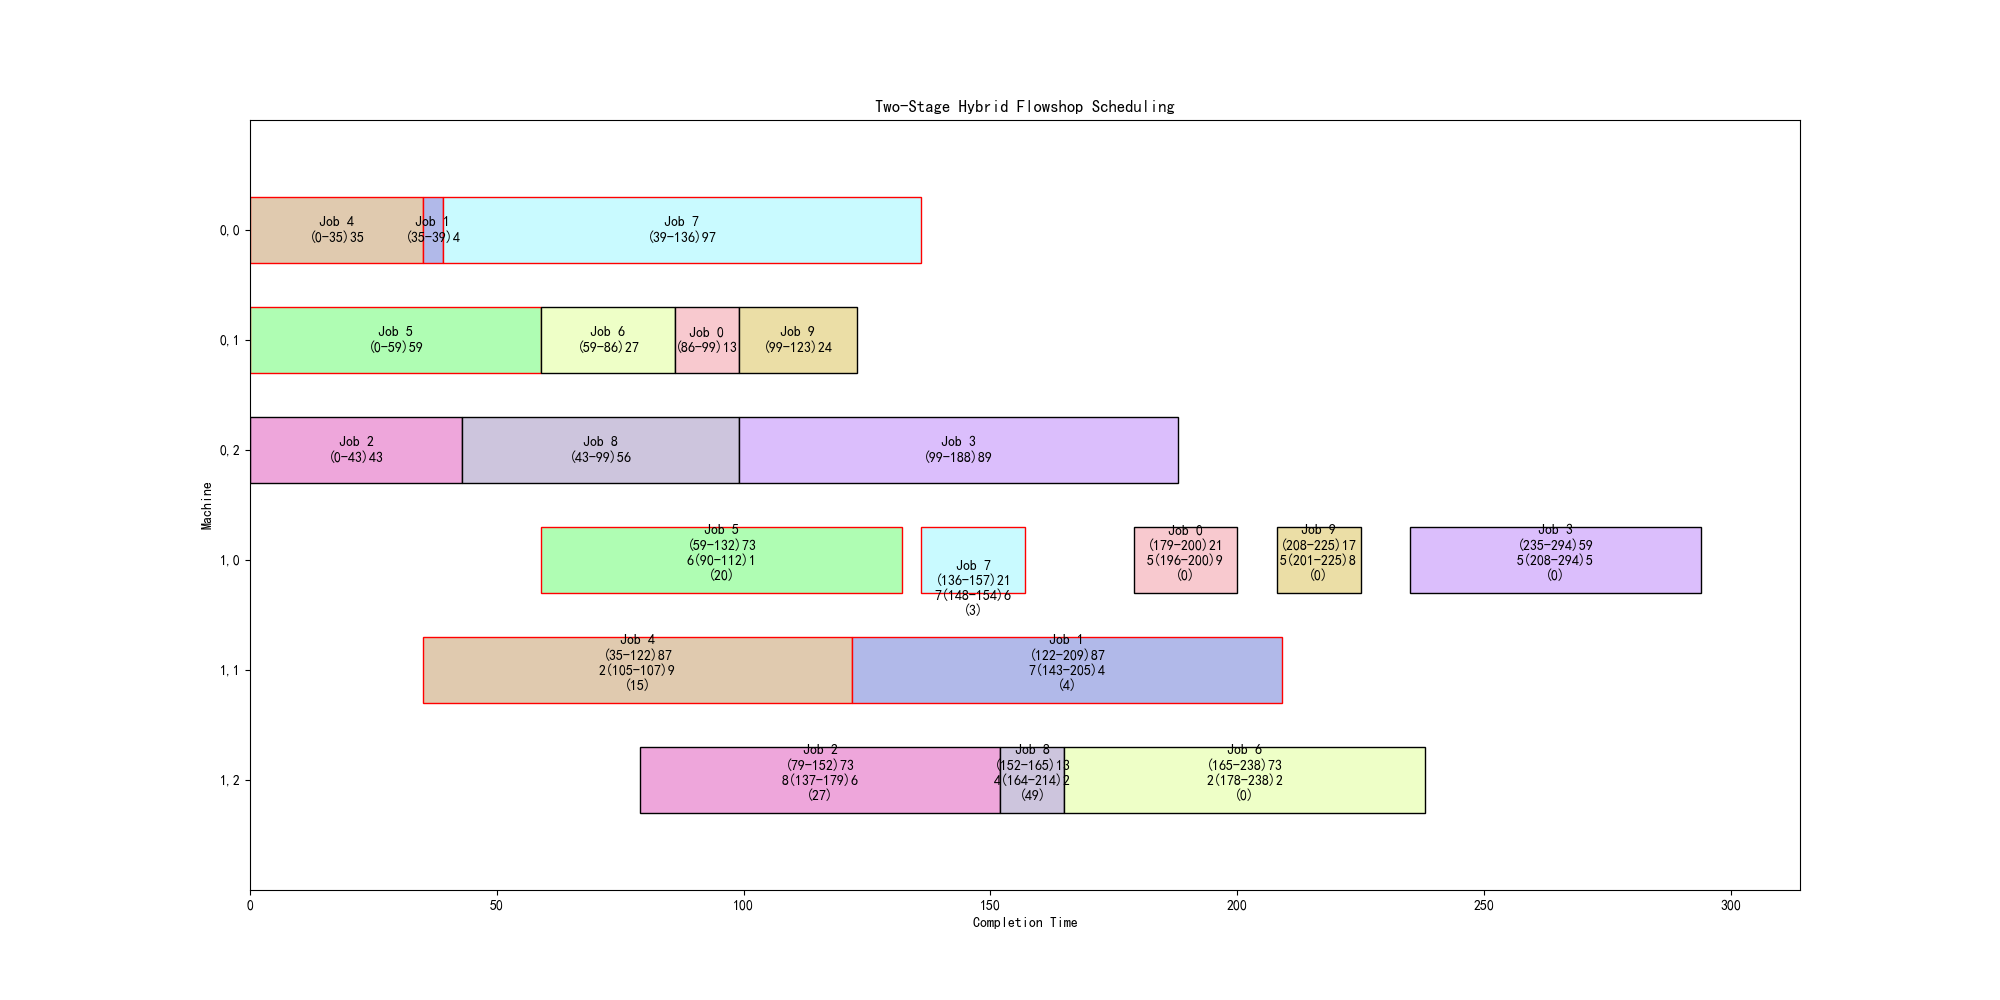 Two-Stage Hybrid Flowshop Scheduling
0,0
Job 4
(0-35)35
Job 1
(35-39)4
Job 7
(39-136)97
0,1
Job 5
(0-59)59
Job 6
(59-86)27
Job 0
(86-99)13
Job 9
(99-123)24
0,2
Job 2
(0-43)43
Job 8
(43-99)56
Job 3
(99-188)89
Machine
1,0
Job 5
(59-132)73
6(90-112)1
(20)
Job 7
(136-157)21
7(148-154)6
(3)
Job 0
(179-200)21
5(196-200)9
(0)
Job 9
(208-225)17
5(201-225)8
(0)
Job 3
(235-294)59
5(208-294)5
(0)
1,1
Job 4
(35-122)87
2(105-107)9
(15)
Job 1
(122-209)87
7(143-205)4
(4)
1,2
Job 2
(79-152)73
8(137-179)6
(27)
Job 8
(152-165)13
4(164-214)2
(49)
Job 6
(165-238)73
2(178-238)2
(0)
0
50
100
150
200
250
300
Completion Time